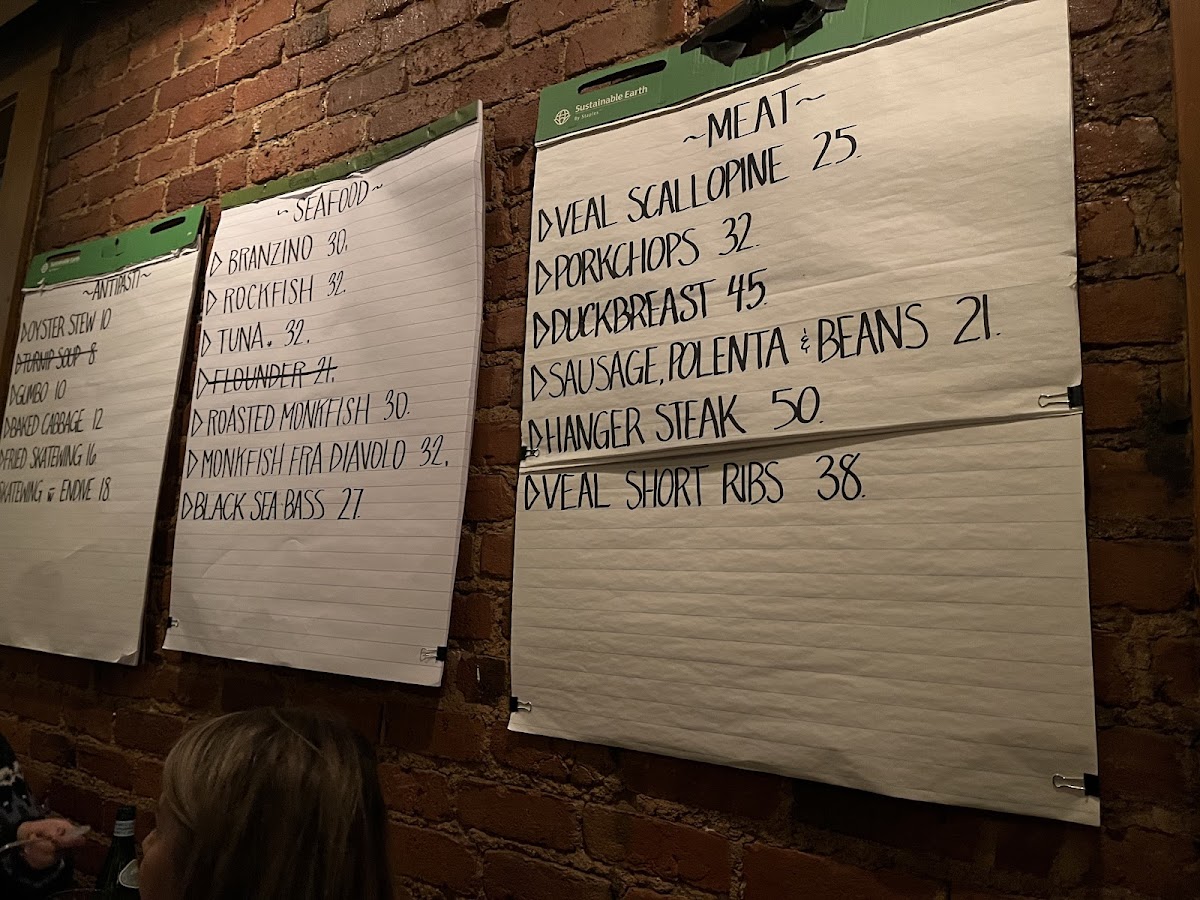 ~ANTIPASTI~
OYSTER STEW 10
TURNIP SOUP 8
GUMBO 10
BAKED CABBAGE 12
FRIED SKATEWING 16
SKATEWING w ENDIVE 18
~SEAFOOD~
BRANZINO 30.
ROCKFISH 32.
TUNA. 32.
FLOUNDER 21.
ROASTED MONKFISH 30.
MONKFISH FRA DIAVOLO 32.
BLACK SEA BASS 27.
Sustainable Earth
By Staples
~MEAT~
VEAL SCALLOPINE 25.
PORKCHOPS 32.
DUCKBREAST 45.
SAUSAGE, POLENTA & BEANS 21.
HANGER STEAK 50.
VEAL SHORT RIBS 38.